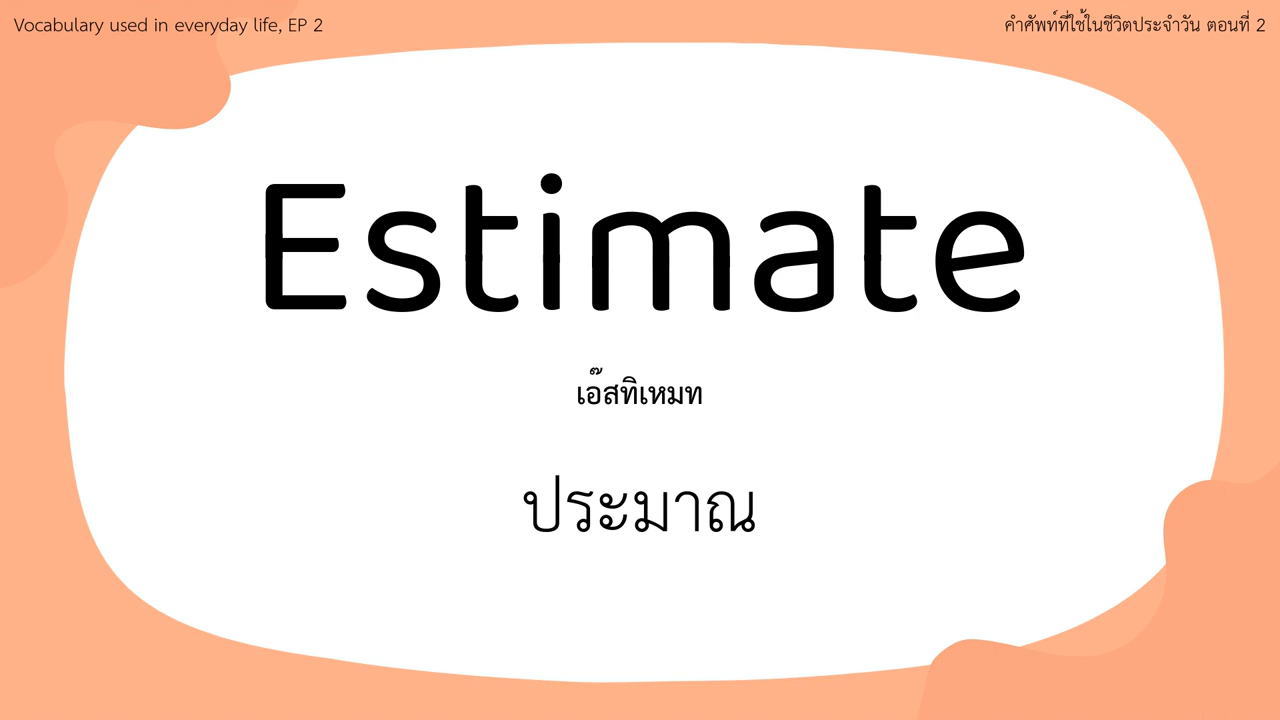 Vocabulary used in everyday life, EP 2
คำศัพท์ที่ใช้ในชีวิตประจำวัน ตอนที่ 2
Estimate
เอ๊สทิเหมท
ประมาณ